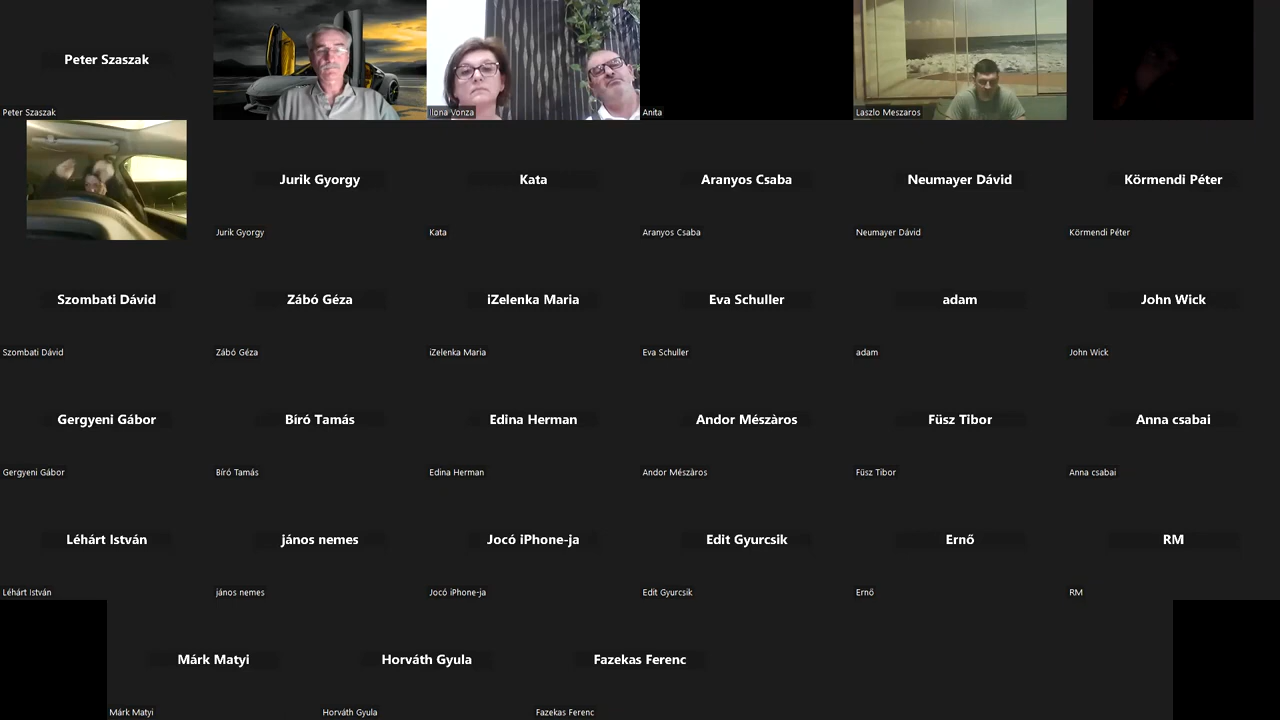 Peter Szaszak
Peter Szaszak
Ilona Vonza
Anita
Laszlo Meszaros
Jurik Gyorgy
Kata
Aranyos Csaba
Neumayer Dávid
Körmendi Péter
Jurik Gyorgy
Kata
Aranyos Csaba
Neumayer Dávid
Körmendi Péter
Szombati Dávid
Zábó Géza
iZelenka Maria
Eva Schuller
adam
John Wick
Szombati Dávid
Zábó Géza
iZelenka Maria
Eva Schuller
adam
John Wick
Gergyeni Gábor
Bíró Tamás
Edina Herman
Andor Mészàros
Füsz Tibor
Anna csabai
Gergyeni Gábor
Bíró Tamás
Edina Herman
Andor Mészàros
Füsz Tibor
Anna csabai
Léhárt István
jános nemes
Jocó iPhone-ja
Edit Gyurcsik
Ernő
RM
Léhárt István
jános nemes
Jocó iPhone-ja
Edit Gyurcsik
Ernő
RM
Márk Matyi
Horváth Gyula
Fazekas Ferenc
Márk Matyi
Horváth Gyula
Fazekas Ferenc